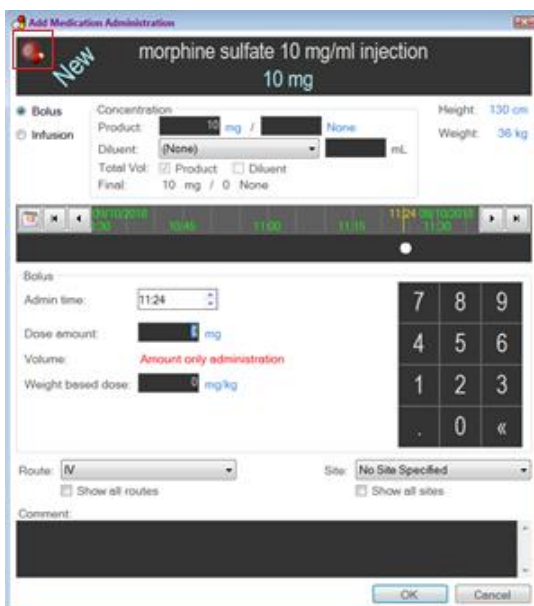 Add Medication Administration
New
morphine sulfate 10 mg/ml injection
10 mg
Bolus
Infusion
Concentration
Product: 10 mg / None
Diluent: (None) mL
Total Vol: Product Diluent
Final: 10 mg / 0 None
Height: 130 cm
Weight: 36 kg
09/10/2018 11:24 09/10/2018
:30 10:45 11:00 11:15 11:30
Bolus
Admin time: 11:24
Dose amount: mg
Volume: Amount only administration
Weight based dose: 0 mg/kg
7 8 9
4 5 6
1 2 3
. 0 «
Route: IV
Show all routes
Site: No Site Specified
Show all sites
Comment:
OK Cancel